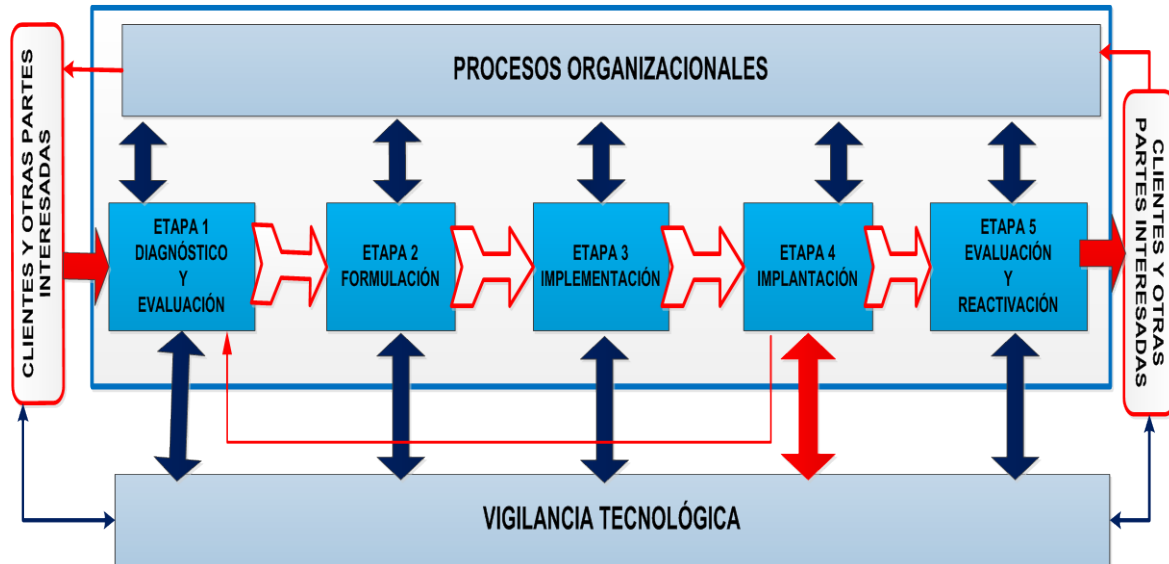 PROCESOS ORGANIZACIONALES
CLIENTES Y OTRAS PARTES
INTERESADAS
ETAPA 1
DIAGNÓSTICO
Y
EVALUACIÓN
ETAPA 2
FORMULACIÓN
ETAPA 3
IMPLEMENTACIÓN
ETAPA 4
IMPLANTACIÓN
ETAPA 5
EVALUACIÓN
Y
REACTIVACIÓN
CLIENTES Y OTRAS
PARTES INTERESADAS
VIGILANCIA TECNOLÓGICA